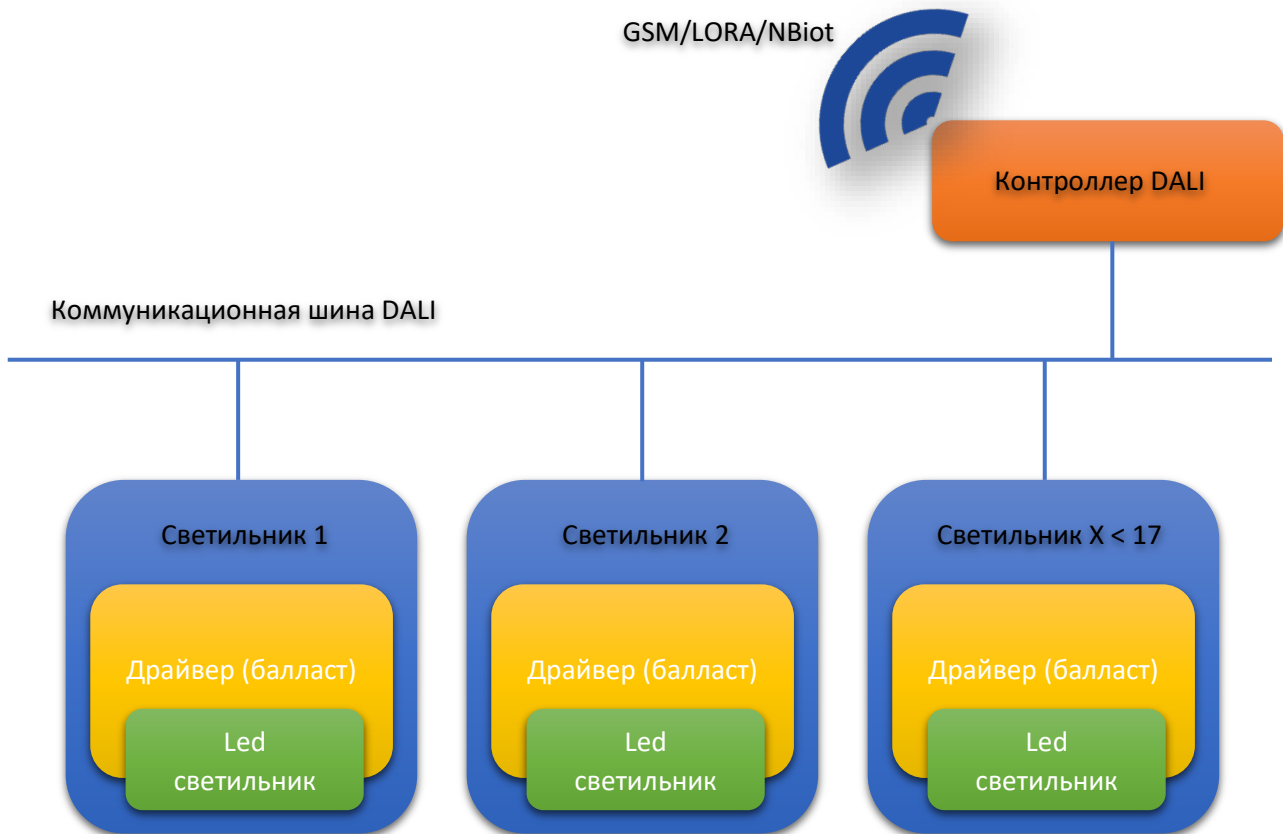 GSM/LORA/NBiot
Контроллер DALI
Коммуникационная шина DALI
Светильник 1
Светильник 2
Светильник X < 17
Драйвер (балласт)
Драйвер (балласт)
Драйвер (балласт)
Led
светильник
Led
светильник
Led
светильник